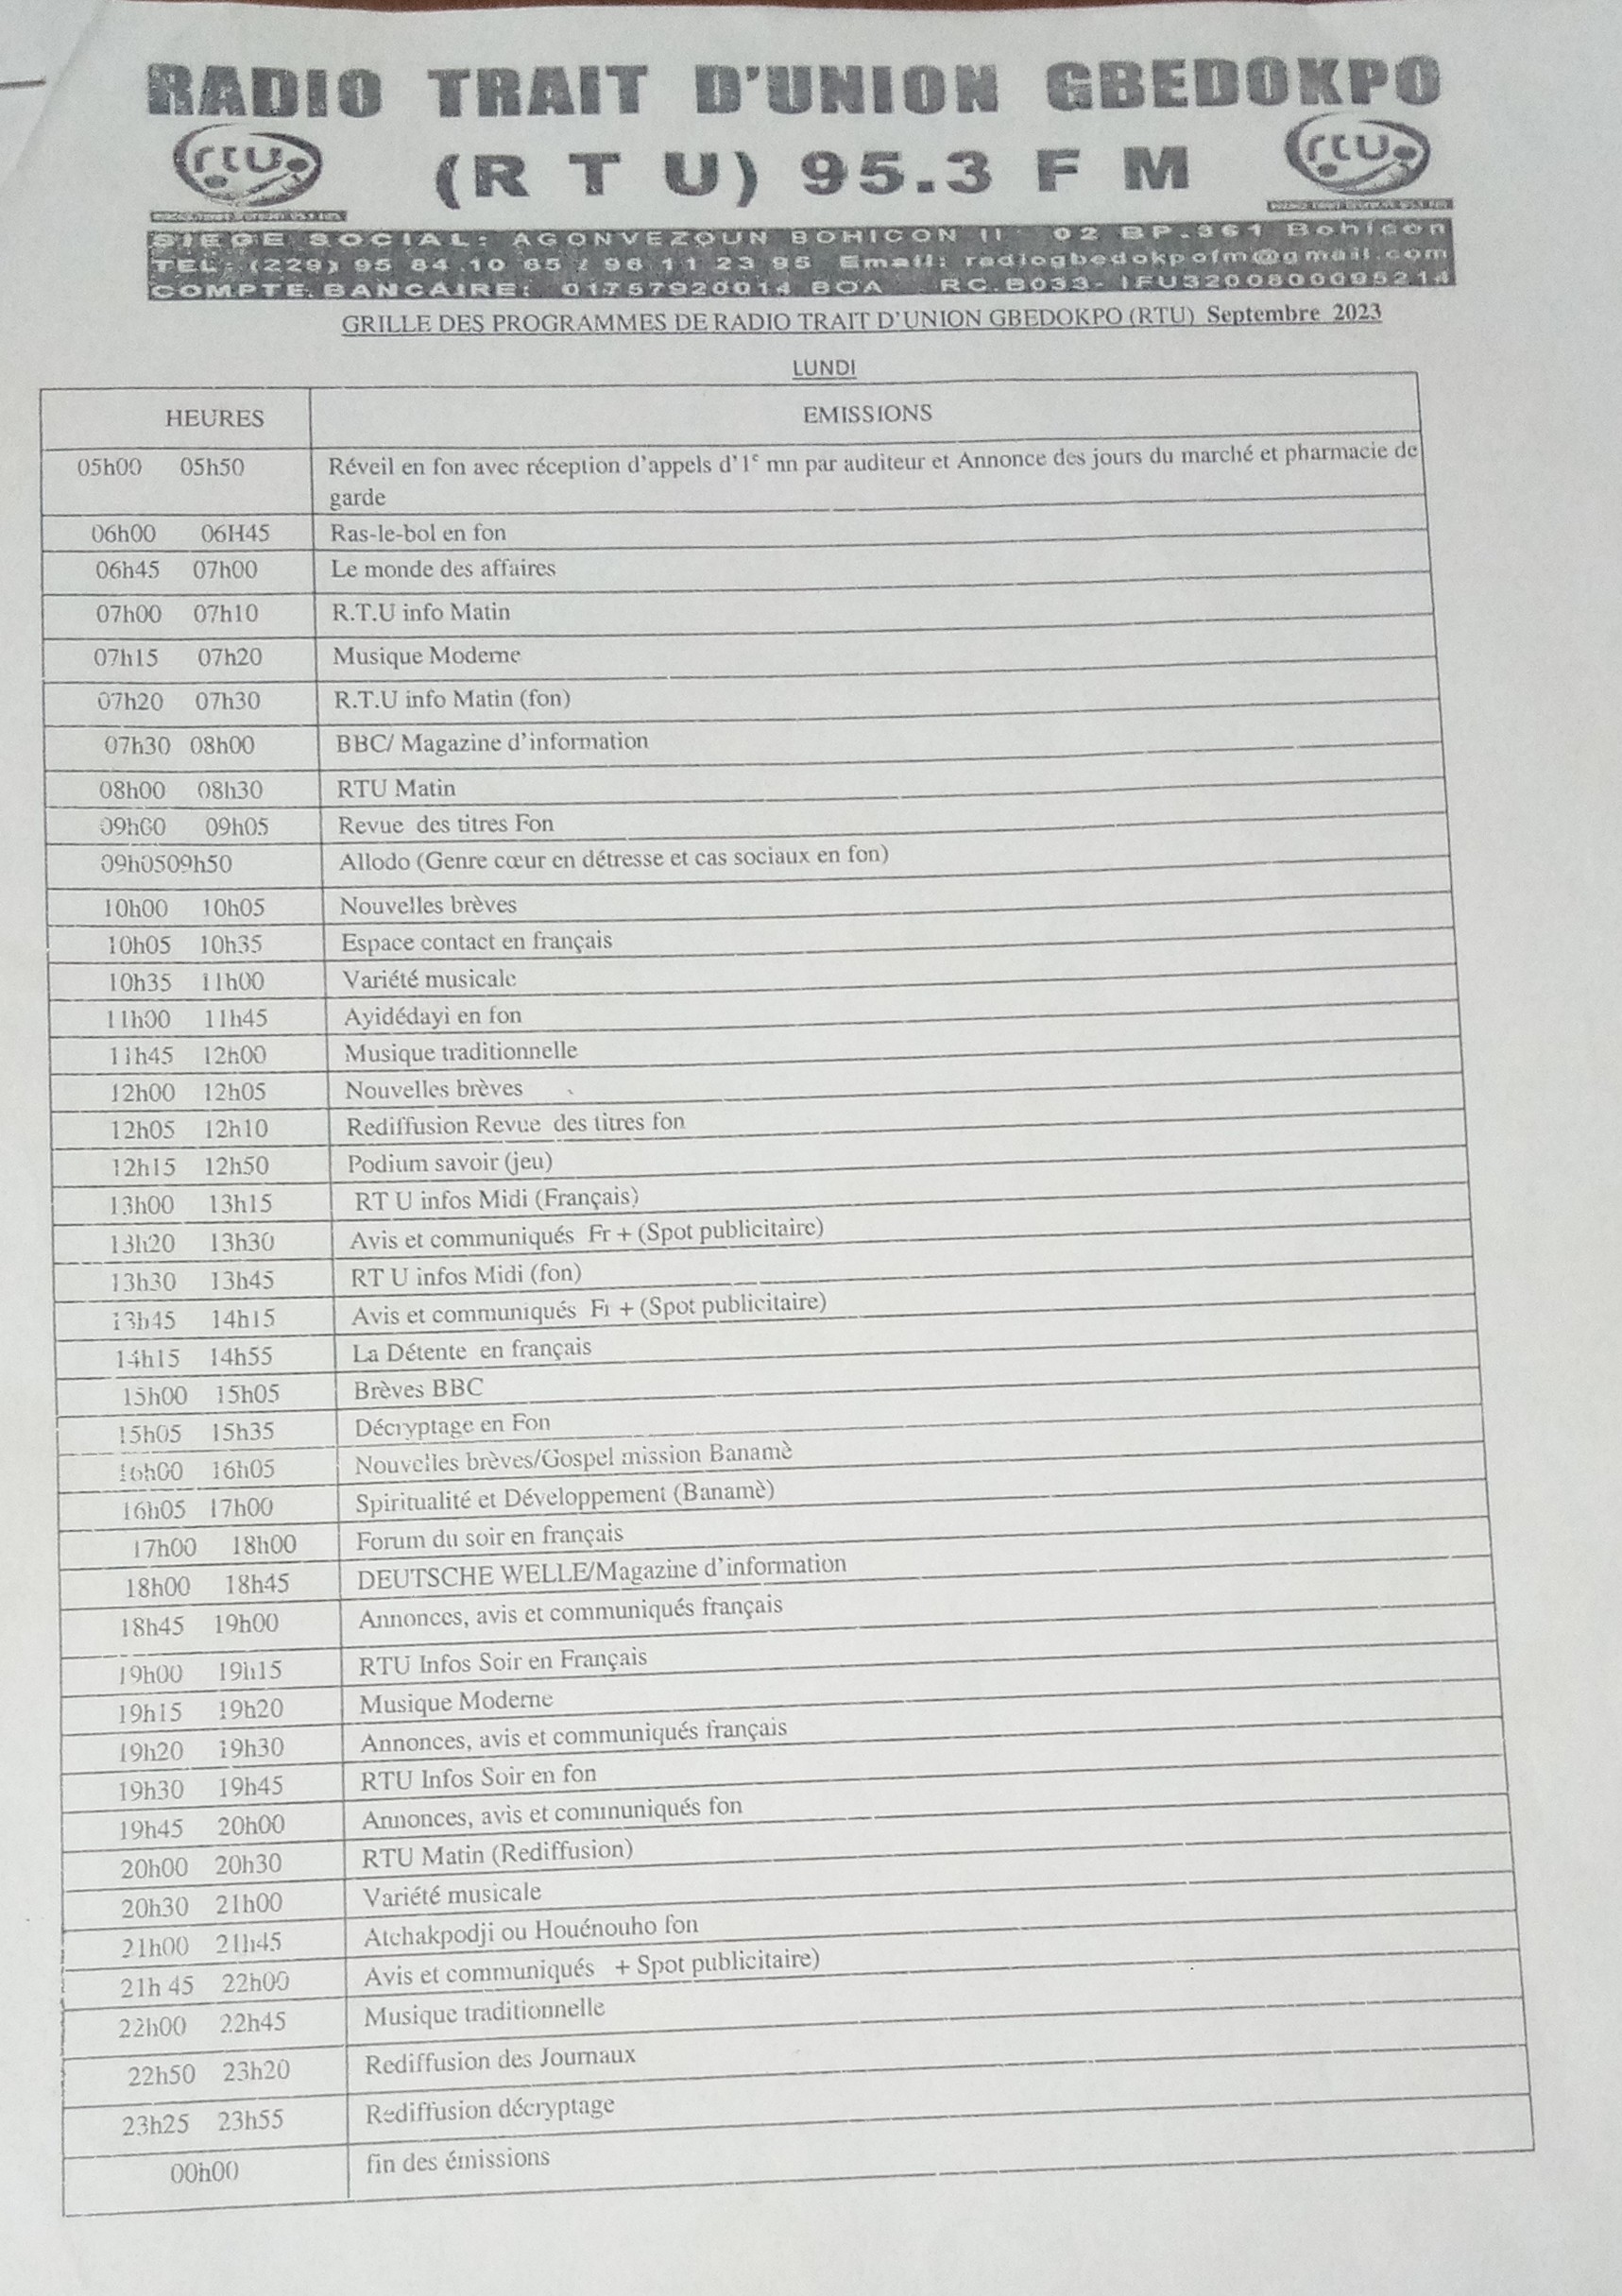 RADIO TRAIT D'UNION GBEDOKPO
rtu
(R T U) 95.3 F M
rtu
SIEGE SOCIAL: AGONVEZOUN BOHICON II 02 BP.361 Bohicon
TEL: (229) 95 84 10 65 / 96 11 23 95 Email: radiogbedokpofm@gmail.com
COMPTE BANCAIRE: 01757920014 BOA RC.B033- IFU3200800095214
GRILLE DES PROGRAMMES DE RADIO TRAIT D'UNION GBEDOKPO (RTU) Septembre 2023
LUNDI
HEURES EMISSIONS
05h00 05h50 Réveil en fon avec réception d'appels d'1ᵉ mn par auditeur et Annonce des jours du marché et pharmacie de
garde
06h00 06H45 Ras-le-bol en fon
06h45 07h00 Le monde des affaires
07h00 07h10 R.T.U info Matin
07h15 07h20 Musique Moderne
07h20 07h30 R.T.U info Matin (fon)
07h30 08h00 BBC/ Magazine d'information
08h00 08h30 RTU Matin
09h00 09h05 Revue des titres Fon
09h0509h50 Allodo (Genre cœur en détresse et cas sociaux en fon)
10h00 10h05 Nouvelles brèves
10h05 10h35 Espace contact en français
10h35 11h00 Variété musicale
11h00 11h45 Ayidédayi en fon
11h45 12h00 Musique traditionnelle
12h00 12h05 Nouvelles brèves
12h05 12h10 Rediffusion Revue des titres fon
12h15 12h50 Podium savoir (jeu)
13h00 13h15 RT U infos Midi (Français)
13h20 13h30 Avis et communiqués Fr + (Spot publicitaire)
13h30 13h45 RT U infos Midi (fon)
13h45 14h15 Avis et communiqués Fr + (Spot publicitaire)
14h15 14h55 La Détente en français
15h00 15h05 Brèves BBC
15h05 15h35 Décryptage en Fon
16h00 16h05 Nouvelles brèves/Gospel mission Banamè
16h05 17h00 Spiritualité et Développement (Banamè)
17h00 18h00 Forum du soir en français
18h00 18h45 DEUTSCHE WELLE/Magazine d'information
18h45 19h00 Annonces, avis et communiqués français
19h00 19h15 RTU Infos Soir en Français
19h15 19h20 Musique Moderne
19h20 19h30 Annonces, avis et communiqués français
19h30 19h45 RTU Infos Soir en fon
19h45 20h00 Annonces, avis et communiqués fon
20h00 20h30 RTU Matin (Rediffusion)
20h30 21h00 Variété musicale
21h00 21h45 Atchakpodji ou Houénouho fon
21h 45 22h00 Avis et communiqués + Spot publicitaire)
22h00 22h45 Musique traditionnelle
22h50 23h20 Rediffusion des Journaux
23h25 23h55 Rediffusion décryptage
00h00 fin des émissions